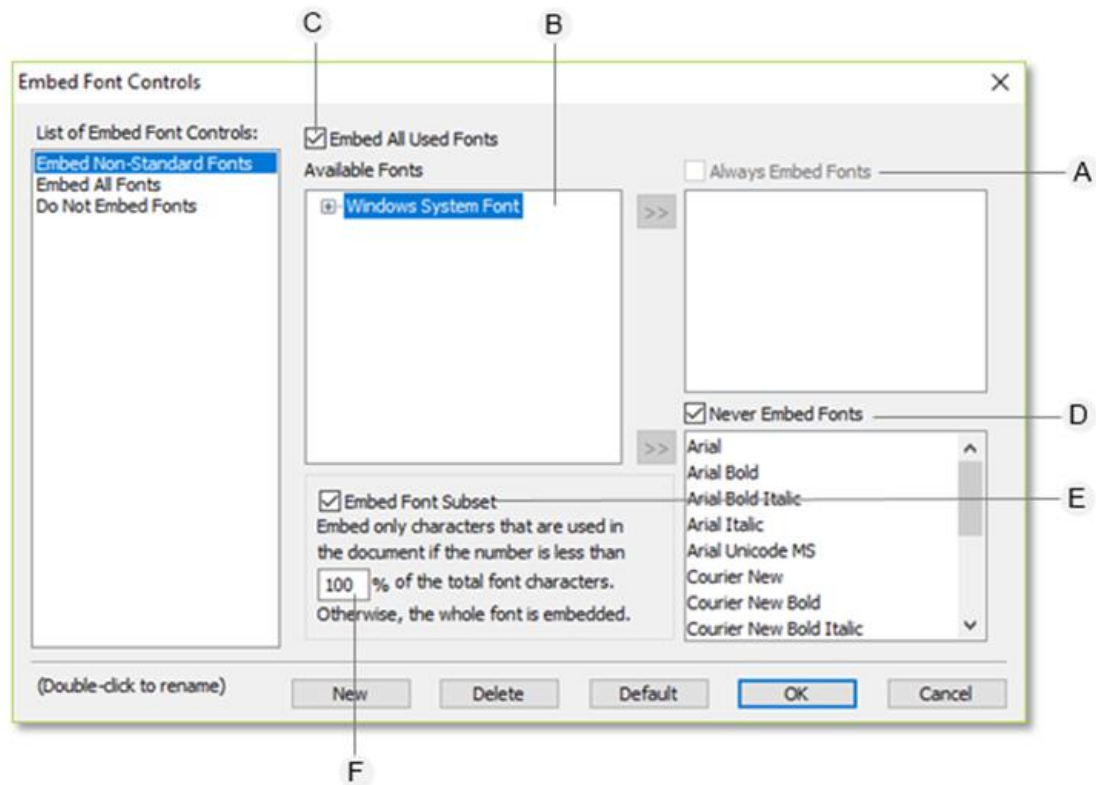 C
B
Embed Font Controls
List of Embed Font Controls:
Embed Non-Standard Fonts
Embed All Fonts
Do Not Embed Fonts
Embed All Used Fonts
Available Fonts
Windows System Font
>>
>>
Always Embed Fonts
A
Never Embed Fonts
D
Arial
Arial Bold
Arial Bold Italic
Arial Italic
Arial Unicode MS
Courier New
Courier New Bold
Courier New Bold Italic
Embed Font Subset
E
Embed only characters that are used in
the document if the number is less than
100 % of the total font characters.
Otherwise, the whole font is embedded.
(Double-click to rename)
New
Delete
Default
OK
Cancel
F